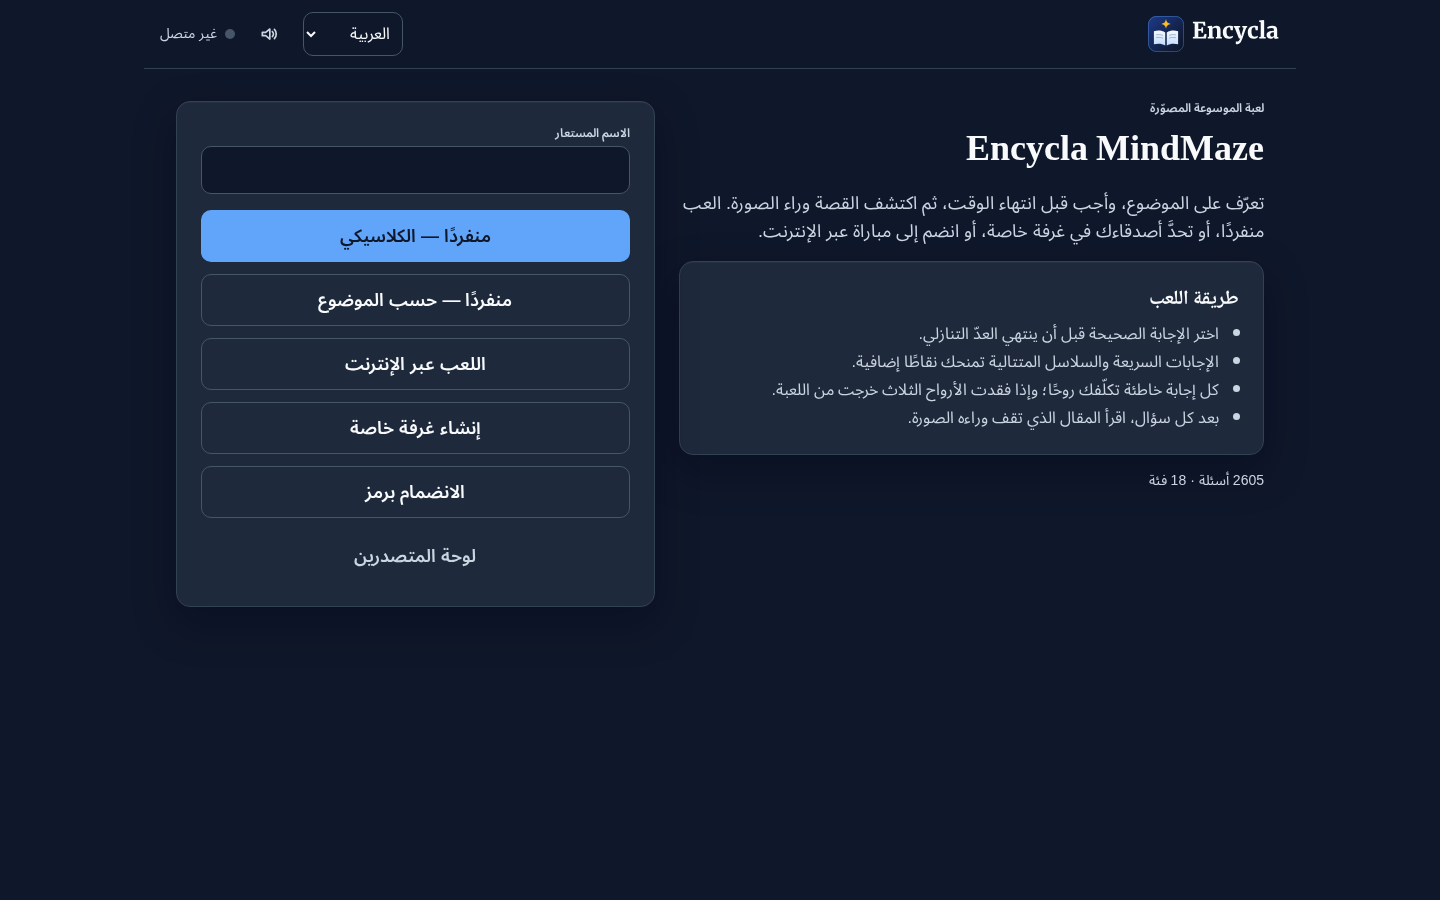 Encycla
العربية
غير متصل
لعبة الموسوعة المصوّرة
Encycla MindMaze
تعرّف على الموضوع، وأجب قبل انتهاء الوقت، ثم اكتشف القصة وراء الصورة. العب
منفردًا، أو تحدَّ أصدقاءك في غرفة خاصة، أو انضم إلى مباراة عبر الإنترنت.
طريقة اللعب
اختر الإجابة الصحيحة قبل أن ينتهي العدّ التنازلي.
الإجابات السريعة والسلاسل المتتالية تمنحك نقاطًا إضافية.
كل إجابة خاطئة تكلّفك روحًا؛ وإذا فقدت الأرواح الثلاث خرجت من اللعبة.
بعد كل سؤال، اقرأ المقال الذي تقف وراءه الصورة.
2605 أسئلة · 18 فئة
الاسم المستعار
منفردًا — الكلاسيكي
منفردًا — حسب الموضوع
اللعب عبر الإنترنت
إنشاء غرفة خاصة
الانضمام برمز
لوحة المتصدرين